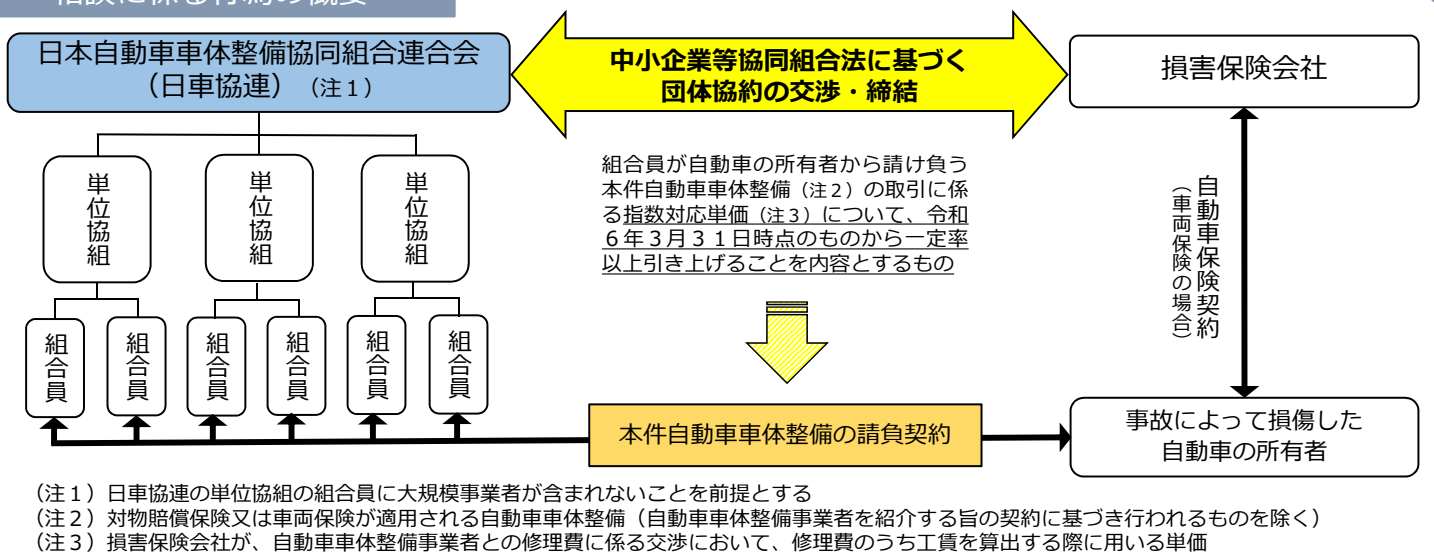 相談に係る行為の概要
日本自動車車体整備協同組合連合会
（日車協連）（注１）
中小企業等協同組合法に基づく
団体協約の交渉・締結
損害保険会社
単位協組
単位協組
単位協組
組合員が自動車の所有者から請け負う
本件自動車車体整備（注２）の取引に係
る指数対応単価（注３）について、令和
６年３月３１日時点のものから一定率
以上引き上げることを内容とするもの
自動車保険契約
（車両保険の場合）
組合員
組合員
組合員
組合員
組合員
組合員
本件自動車車体整備の請負契約
事故によって損傷した
自動車の所有者
（注１）日車協連の単位協組の組合員に大規模事業者が含まれないことを前提とする
（注２）対物賠償保険又は車両保険が適用される自動車車体整備（自動車車体整備事業者を紹介する旨の契約に基づき行われるものを除く）
（注３）損害保険会社が、自動車車体整備事業者との修理費に係る交渉において、修理費のうち工賃を算出する際に用いる単価